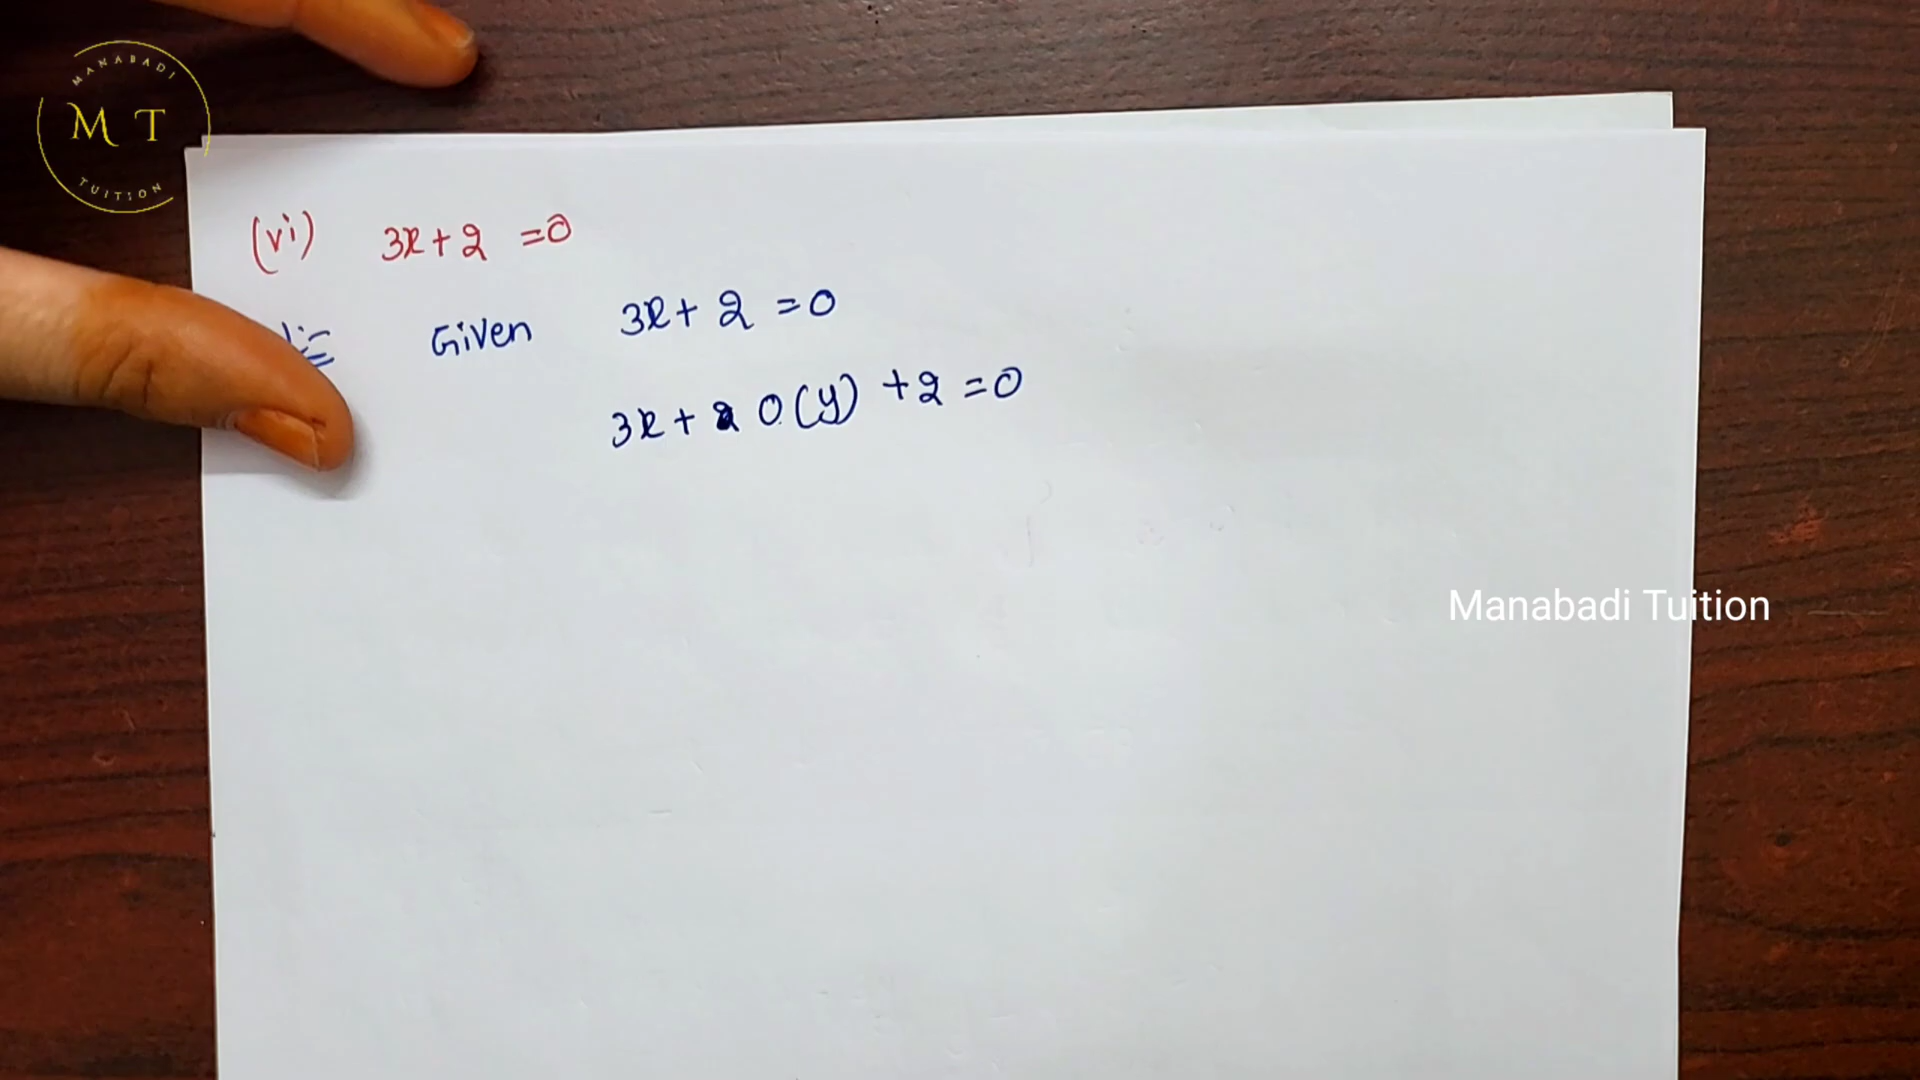 MANABADI
M T
TUITION
(vi) 3x+2 =0
Given 3x+ 2 =0
3x + 0(y) +2 =0
Manabadi Tuition